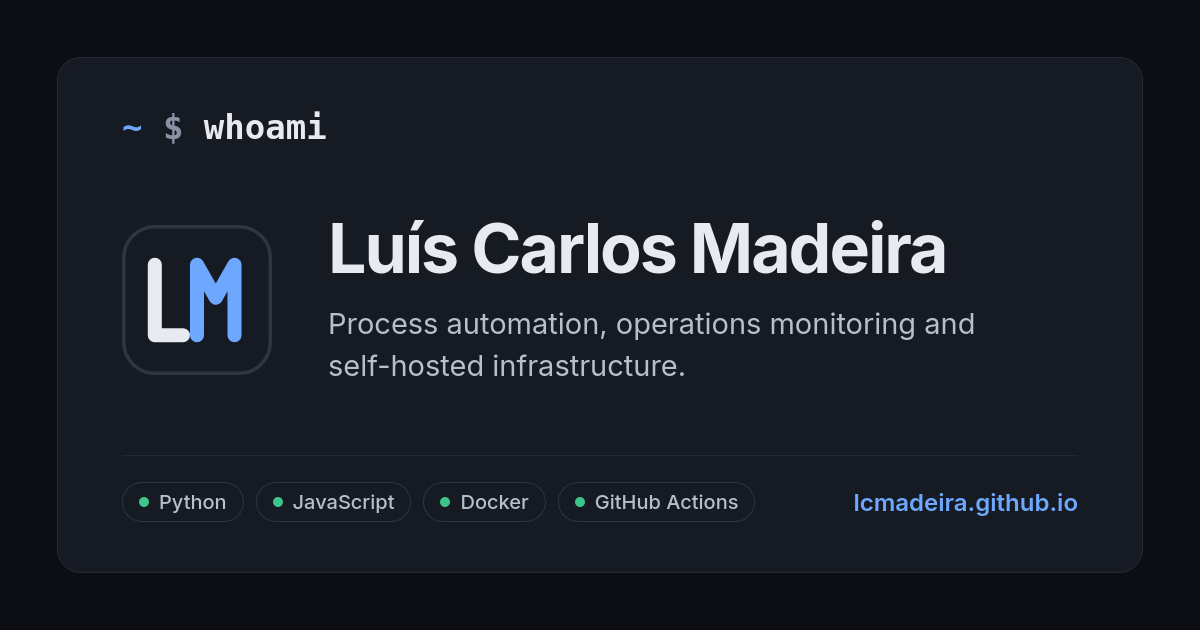 ~ $ whoami
LM
Luís Carlos Madeira
Process automation, operations monitoring and
self-hosted infrastructure.
Python JavaScript Docker GitHub Actions lcmadeira.github.io